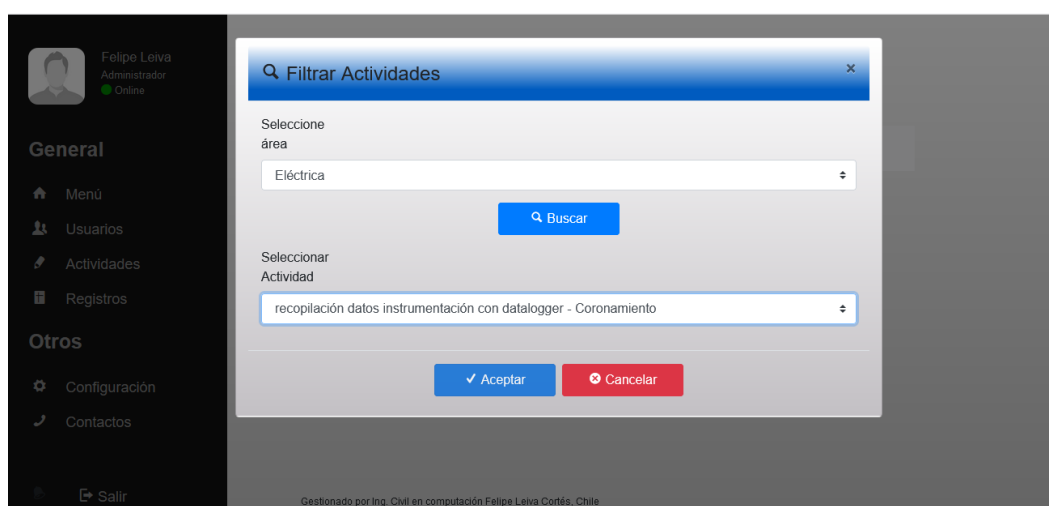 Felipe Leiva
Administrador
Online
General
Menú
Usuarios
Actividades
Registros
Otros
Configuración
Contactos
Salir
Filtrar Actividades
×
Seleccione
área
Eléctrica
Buscar
Seleccionar
Actividad
recopilación datos instrumentación con datalogger - Coronamiento
Aceptar
Cancelar
Gestionado por Ing. Civil en computación Felipe Leiva Cortés. Chile